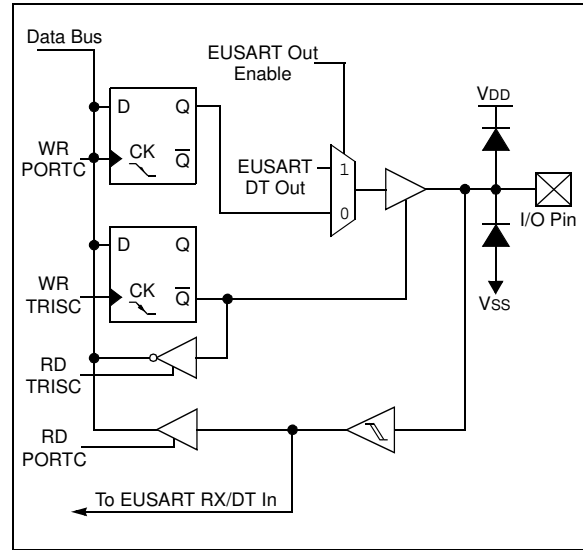 Data Bus
EUSART Out
Enable
VDD
D Q
WR
PORTC
CK
Q
EUSART
DT Out
1
0
I/O Pin
D Q
WR
TRISC
CK
Q
VSS
RD
TRISC
RD
PORTC
To EUSART RX/DT In